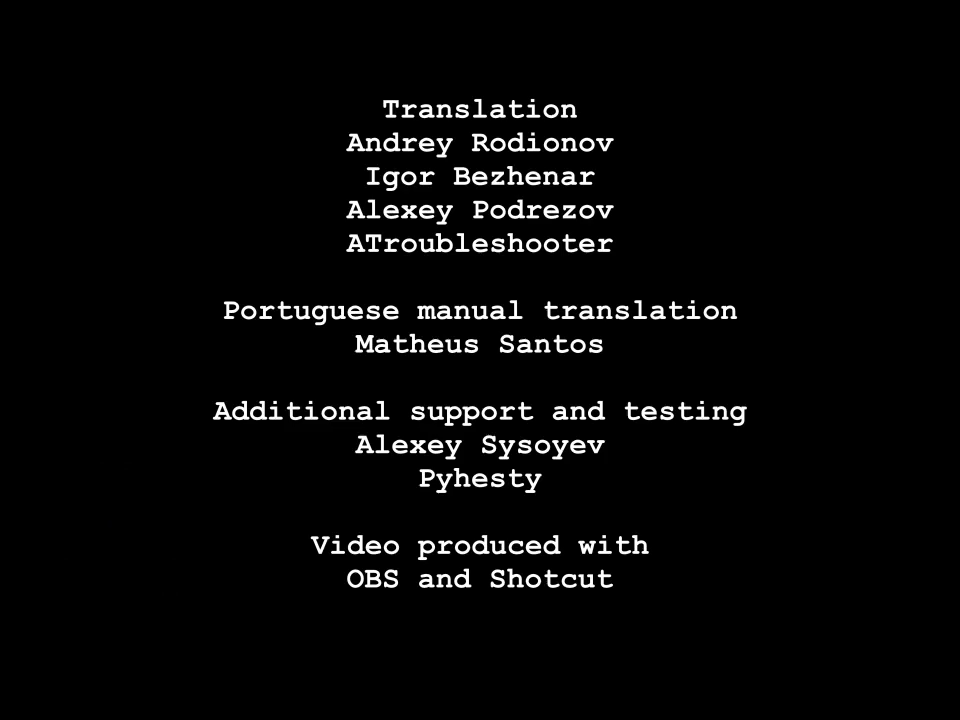 Translation
Andrey Rodionov
Igor Bezhenar
Alexey Podrezov
ATroubleshooter
Portuguese manual translation
Matheus Santos
Additional support and testing
Alexey Sysoyev
Pyhesty
Video produced with
OBS and Shotcut